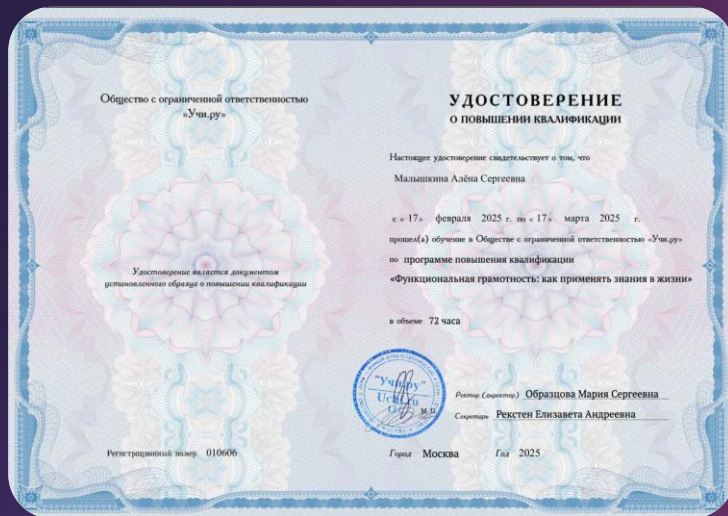 Общество с ограниченной ответственностью
«Учи.ру»
Удостоверение является документом
установленного образца о повышении квалификации
Регистрационный номер 010606
УДОСТОВЕРЕНИЕ
О ПОВЫШЕНИИ КВАЛИФИКАЦИИ
Настоящее удостоверение свидетельствует о том, что
Малышкина Алёна Сергеевна
с « 17 » февраля 2025 г. по « 17 » марта 2025 г.
прошел(а) обучение в Обществе с ограниченной ответственностью «Учи.ру»
по программе повышения квалификации
«Функциональная грамотность: как применять знания в жизни»
в объеме 72 часа
"Учи.ру"
М.П.
Ректор (директор) Образцова Мария Сергеевна
Секретарь Рекстен Елизавета Андреевна
Город Москва Год 2025